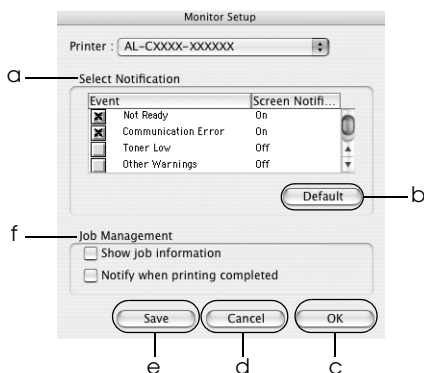 Monitor Setup
Printer : AL-CXXXX-XXXXXX
a
Select Notification
Event Screen Notifi...
Not Ready On
Communication Error On
Toner Low Off
Other Warnings Off
Default b
f
Job Management
Show job information
Notify when printing completed
Save Cancel OK
e d c